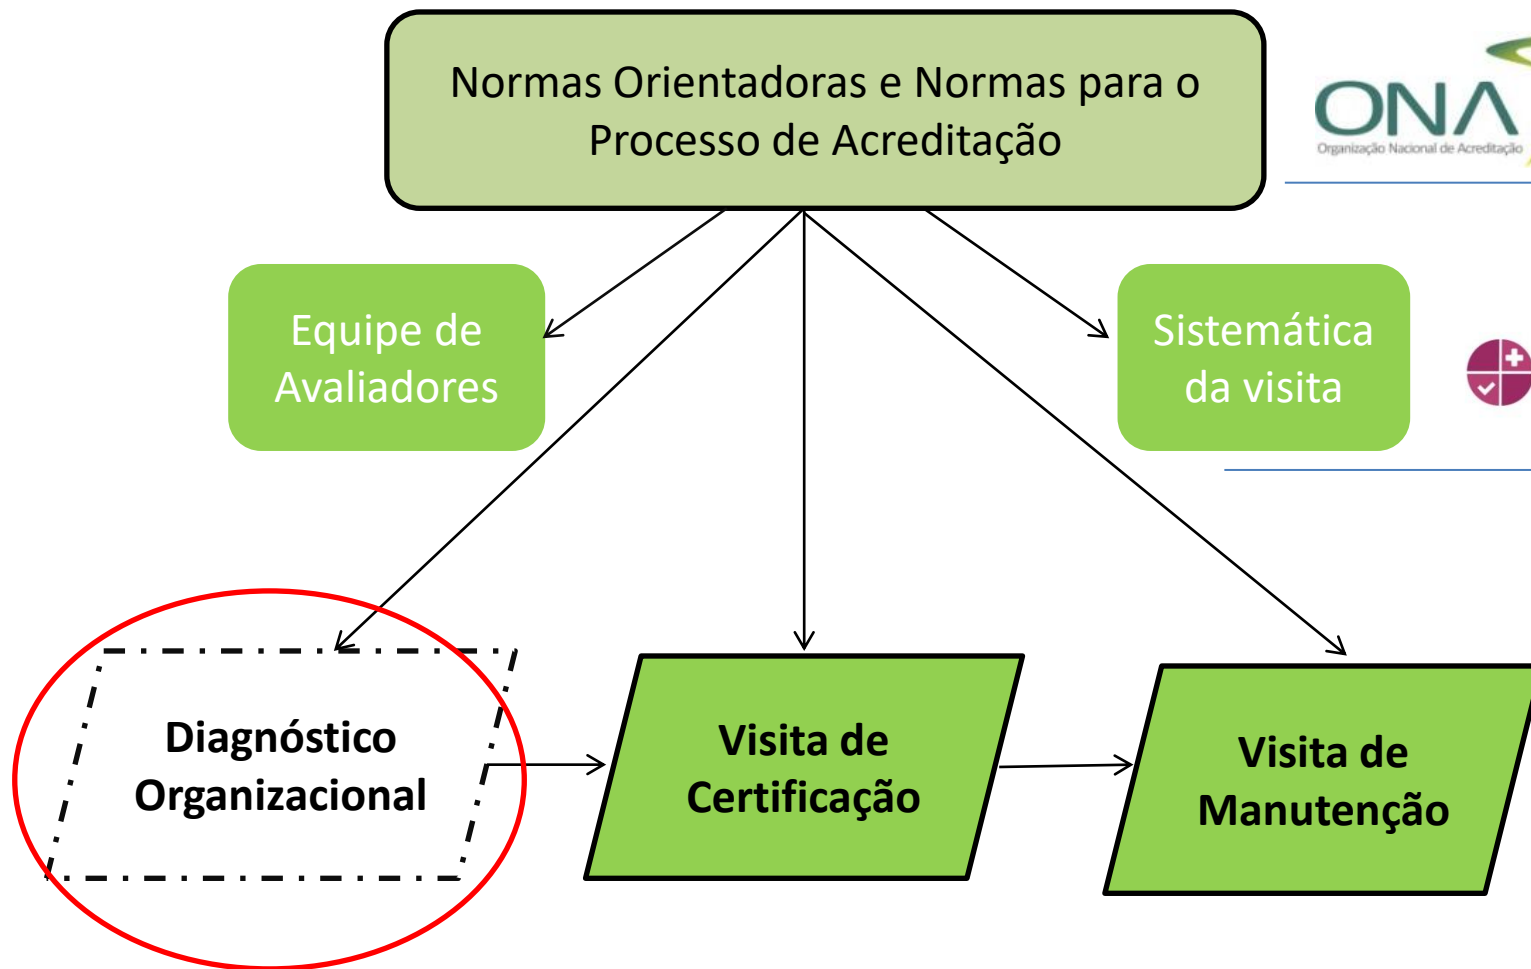 Normas Orientadoras e Normas para o
Processo de Acreditação
ONA
Organização Nacional de Acreditação
Equipe de
Avaliadores
Sistemática
da visita
Diagnóstico
Organizacional
Visita de
Certificação
Visita de
Manutenção